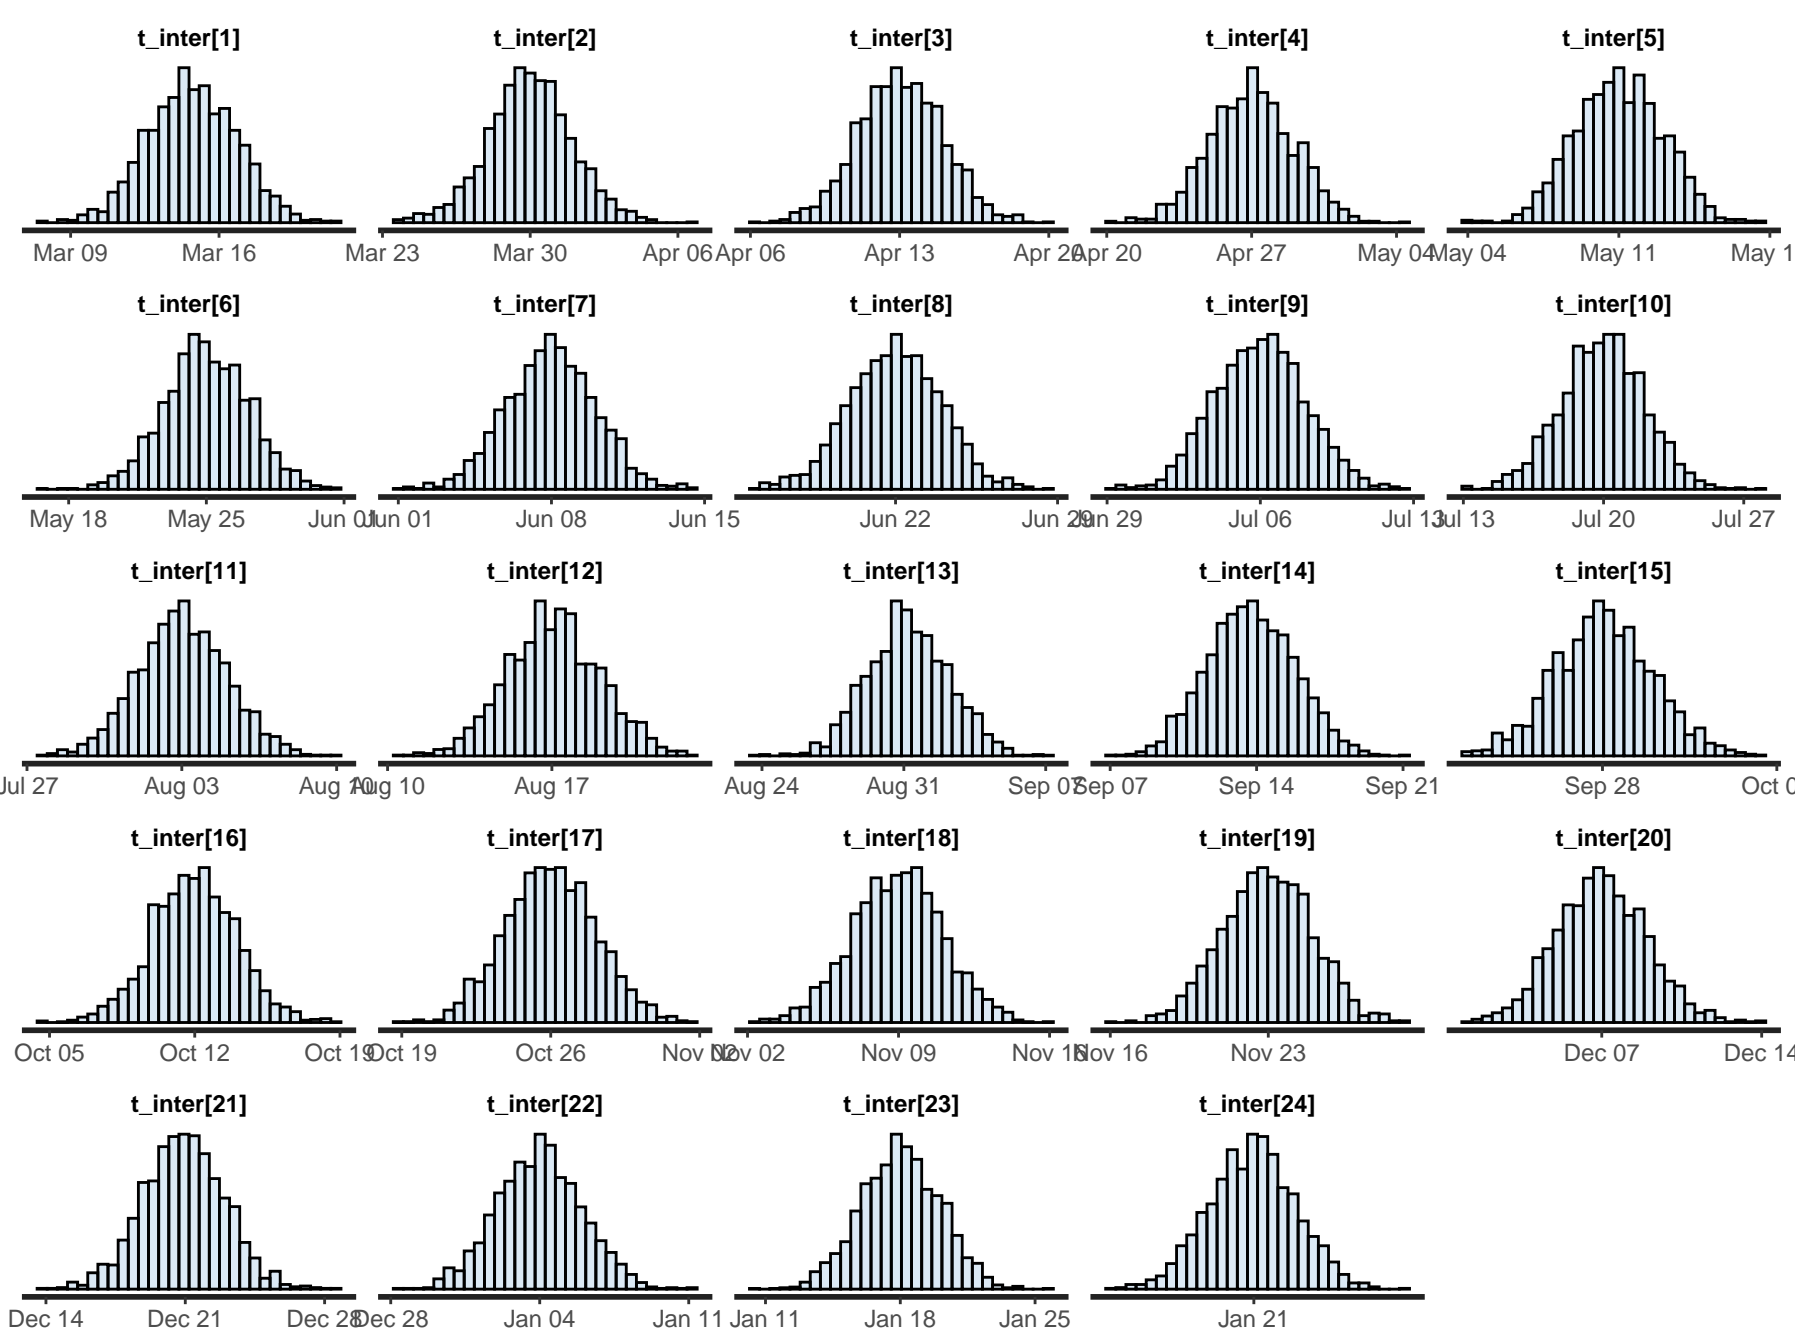 t_inter[1] t_inter[2] t_inter[3] t_inter[4] t_inter[5]
Mar 09 Mar 16 Mar 23 Mar 30 Apr 06 Apr 06 Apr 13 Apr 20 Apr 20 Apr 27 May 04 May 04 May 11 May 1
t_inter[6] t_inter[7] t_inter[8] t_inter[9] t_inter[10]
May 18 May 25 Jun 01 Jun 01 Jun 08 Jun 15 Jun 22 Jun 29 Jun 29 Jul 06 Jul 13 Jul 13 Jul 20 Jul 27
t_inter[11] t_inter[12] t_inter[13] t_inter[14] t_inter[15]
Jul 27 Aug 03 Aug 10 Aug 10 Aug 17 Aug 24 Aug 31 Sep 07 Sep 07 Sep 14 Sep 21 Sep 28 Oct 0
t_inter[16] t_inter[17] t_inter[18] t_inter[19] t_inter[20]
Oct 05 Oct 12 Oct 19 Oct 19 Oct 26 Nov 02 Nov 02 Nov 09 Nov 16 Nov 16 Nov 23 Dec 07 Dec 14
t_inter[21] t_inter[22] t_inter[23] t_inter[24]
Dec 14 Dec 21 Dec 28 Dec 28 Jan 04 Jan 11 Jan 11 Jan 18 Jan 25 Jan 21